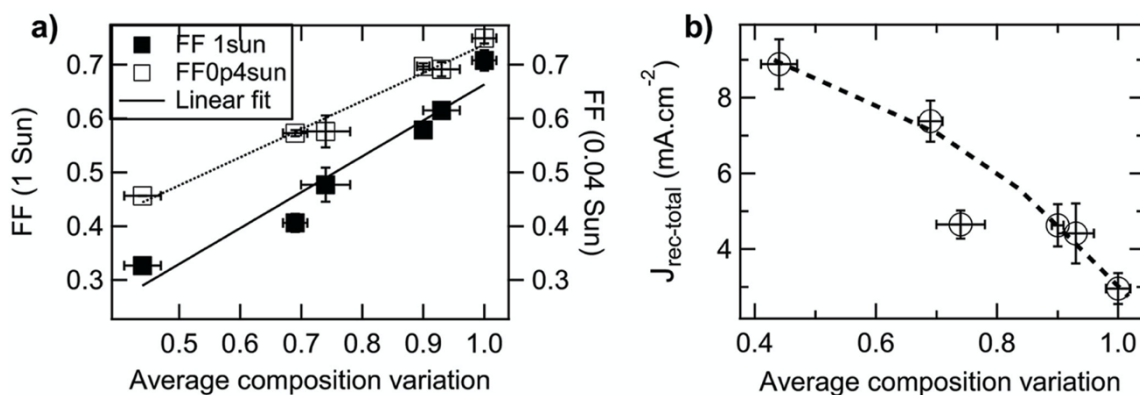 a)
FF 1sun
FF0p4sun
Linear fit
0.7
0.6
0.5
0.4
0.3
FF (1 Sun)
0.7
0.6
0.5
0.4
0.3
FF (0.04 Sun)
0.5 0.6 0.7 0.8 0.9 1.0
Average composition variation
b)
8
6
4
J_rec-total (mA.cm^-2)
0.4 0.6 0.8 1.0
Average composition variation